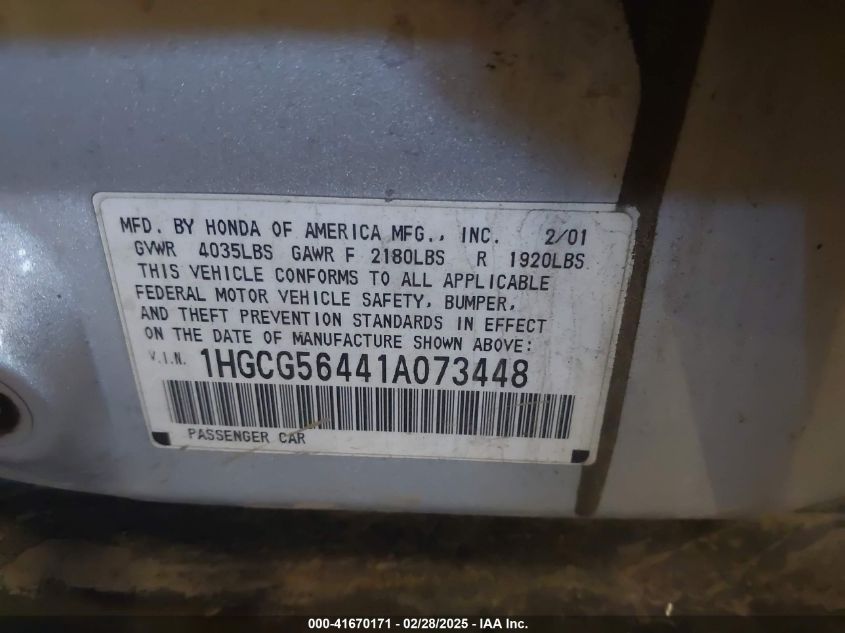 MFD. BY HONDA OF AMERICA MFG., INC. 2/01
GVWR 4035LBS GAWR F 2180LBS R 1920LBS
THIS VEHICLE CONFORMS TO ALL APPLICABLE
FEDERAL MOTOR VEHICLE SAFETY, BUMPER,
AND THEFT PREVENTION STANDARDS IN EFFECT
ON THE DATE OF MANUFACTURE SHOWN ABOVE:
V.I.N. 1HGCG56441A073448
PASSENGER CAR
000-41670171 | 02/28/2025 - IAA Inc.